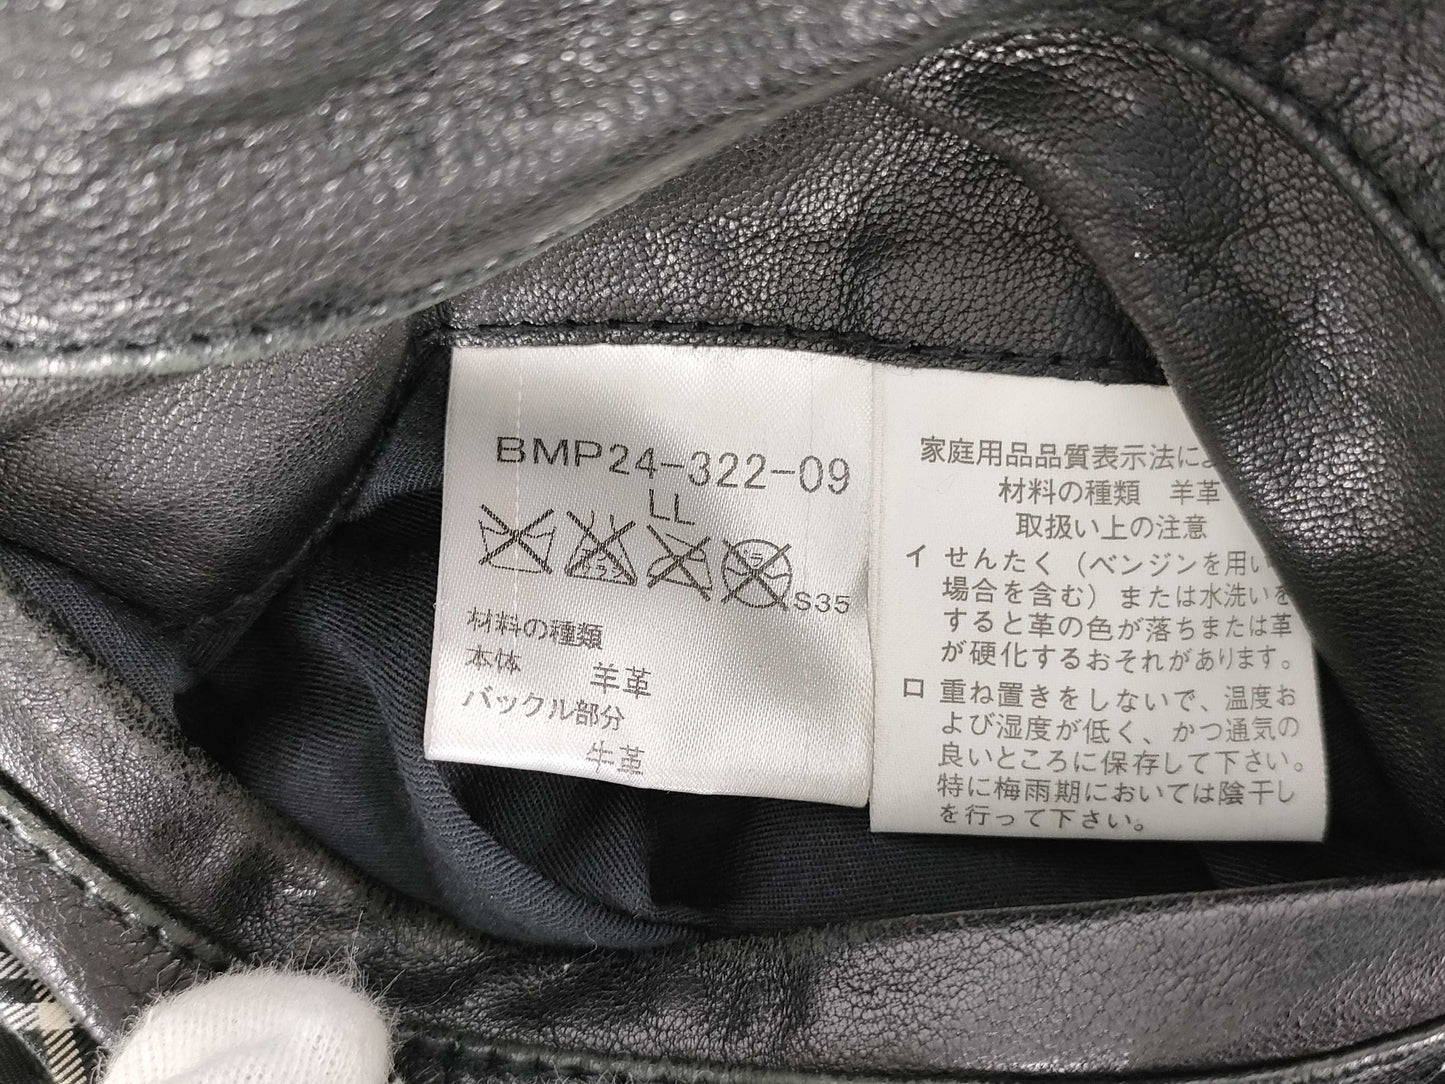 BMP24-322-09
LL
S35
材料の種類
本体 羊革
バックル部分
牛革
家庭用品品質表示法によ
材料の種類 羊革
取扱い上の注意
イ せんたく(ベンジンを用い
場合を含む)または水洗いを
すると革の色が落ちまたは革
が硬化するおそれがあります。
ロ 重ね置きをしないで、温度お
よび湿度が低く、かつ通気の
良いところに保存して下さい。
特に梅雨期においては陰干し
を行って下さい。